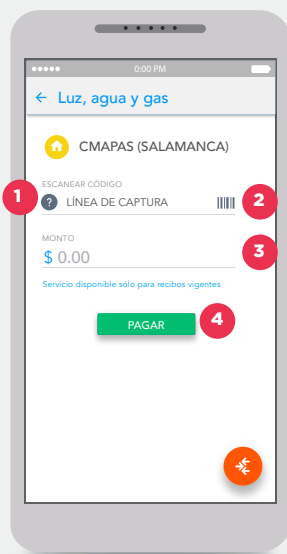 0:00 PM
← Luz, agua y gas
CMAPAS (SALAMANCA)
ESCANEAR CÓDIGO
1 ? LÍNEA DE CAPTURA 2
MONTO
$ 0.00 3
Servicio disponible sólo para recibos vigentes
PAGAR 4